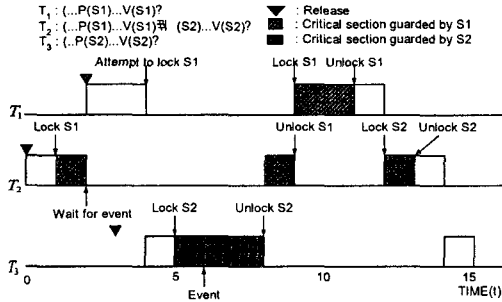 T1 : (...P(S1)...V(S1)?
T2 : (...P(S1)...V(S1)꿔 (S2)...V(S2)?
T3 : (..P(S2)...V(S2)?
: Release
: Critical section guarded by S1
: Critical section guarded by S2
Attempt to lock S1
Lock S1
Unlock S1
T1
Lock S1
Unlock S1
Lock S2
Unlock S2
T2
Wait for event
Lock S2
Unlock S2
T3
0
5
10
15
TIME(t)
Event